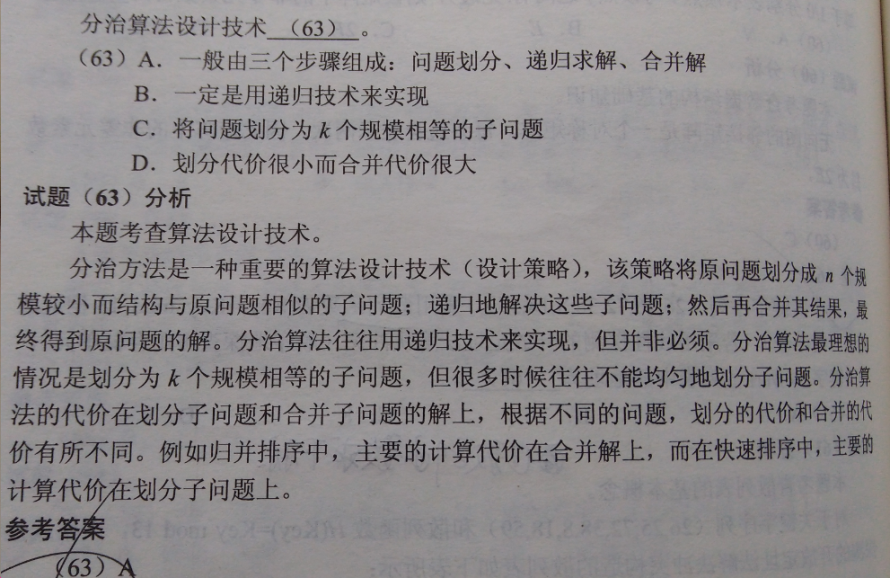 分治算法设计技术 （63） 。
（63）A．一般由三个步骤组成：问题划分、递归求解、合并解
B．一定是用递归技术来实现
C．将问题划分为 k 个规模相等的子问题
D．划分代价很小而合并代价很大
试题（63）分析
本题考查算法设计技术。
分治方法是一种重要的算法设计技术（设计策略），该策略将原问题划分成 n 个规
模较小而结构与原问题相似的子问题；递归地解决这些子问题；然后再合并其结果，最
终得到原问题的解。分治算法往往用递归技术来实现，但并非必须。分治算法最理想的
情况是划分为 k 个规模相等的子问题，但很多时候往往不能均匀地划分子问题。分治算
法的代价在划分子问题和合并子问题的解上，根据不同的问题，划分的代价和合并的代
价有所不同。例如归并排序中，主要的计算代价在合并解上，而在快速排序中，主要的
计算代价在划分子问题上。
参考答案
（63）A